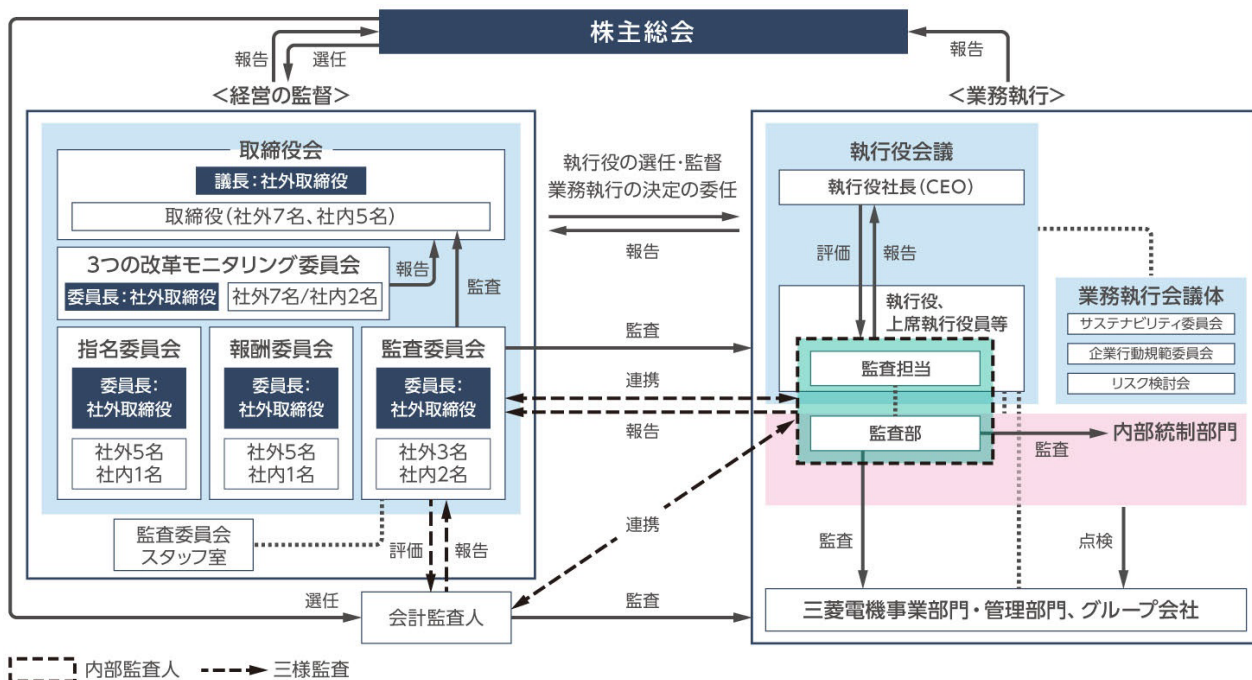 株主総会
報告
選任
報告
<経営の監督>
<業務執行>
取締役会
議長:社外取締役
取締役(社外7名、社内5名)
3つの改革モニタリング委員会
委員長:社外取締役
社外7名/社内2名
報告
監査
指名委員会
委員長:
社外取締役
社外5名
社内1名
報酬委員会
委員長:
社外取締役
社外5名
社内1名
監査委員会
委員長:
社外取締役
社外3名
社内2名
監査委員会
スタッフ室
評価
報告
選任
会計監査人
監査
執行役の選任・監督
業務執行の決定の委任
報告
監査
連携
報告
連携
執行役会議
執行役社長(CEO)
評価
報告
執行役、
上席執行役員等
監査担当
監査部
業務執行会議体
サステナビリティ委員会
企業行動規範委員会
リスク検討会
内部統制部門
監査
監査
点検
三菱電機事業部門・管理部門、グループ会社
内部監査人
三様監査